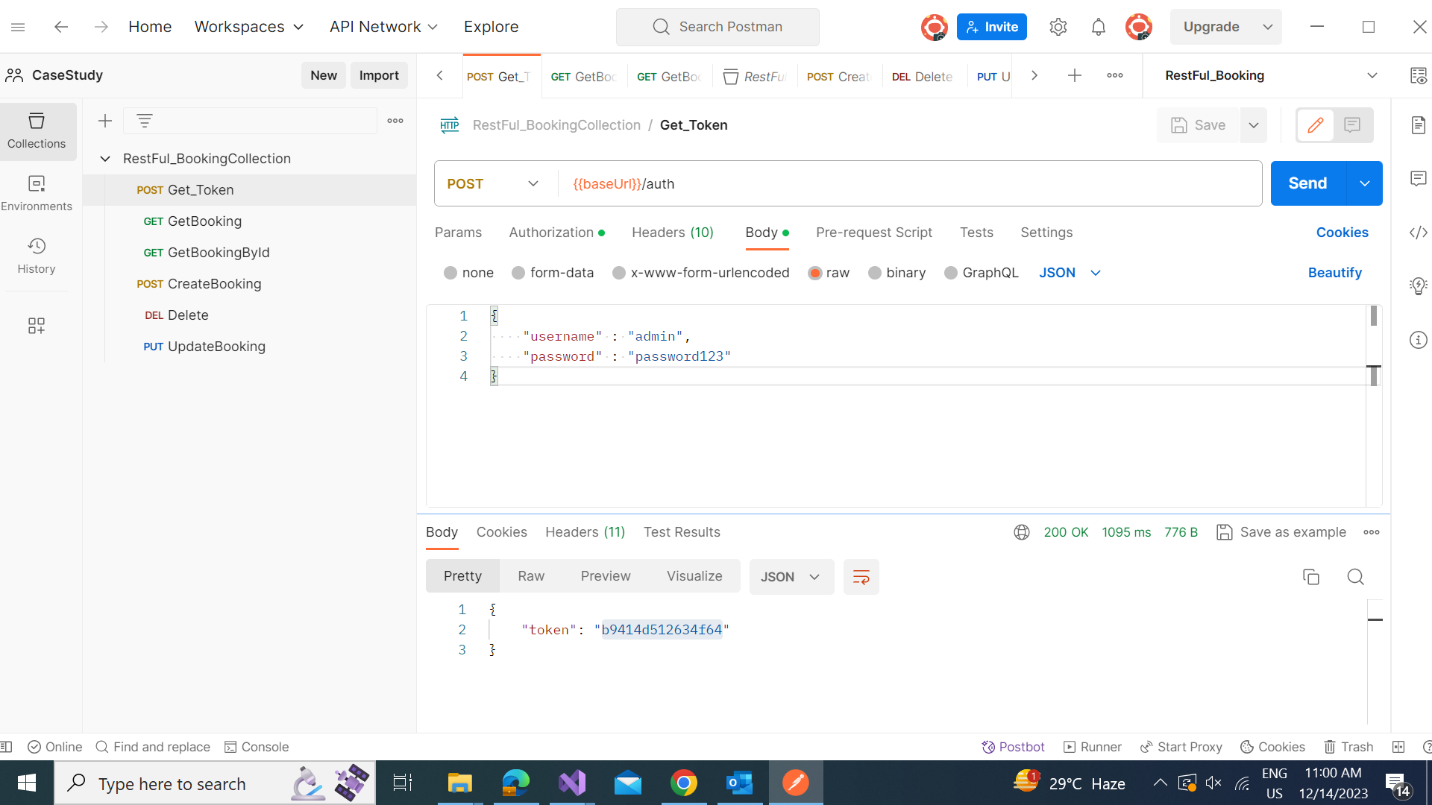 Home Workspaces API Network Explore Search Postman Invite Upgrade
CaseStudy New Import POST Get_T GET GetBoo GET GetBoo RestFul POST Creat DEL Delete PUT U RestFul_Booking
Collections
Environments
History
RestFul_BookingCollection
POST Get_Token
GET GetBooking
GET GetBookingById
POST CreateBooking
DEL Delete
PUT UpdateBooking
HTTP RestFul_BookingCollection / Get_Token Save
POST {{baseUrl}}/auth Send
Params Authorization Headers (10) Body Pre-request Script Tests Settings Cookies
none form-data x-www-form-urlencoded raw binary GraphQL JSON Beautify
1 {
2 "username" : "admin",
3 "password" : "password123"
4 }
Body Cookies Headers (11) Test Results 200 OK 1095 ms 776 B Save as example
Pretty Raw Preview Visualize JSON
1 {
2 "token": "b9414d512634f64"
3 }
Online Find and replace Console Postbot Runner Start Proxy Cookies Trash
Type here to search 1 29°C Haze ENG US 11:00 AM 12/14/2023 14